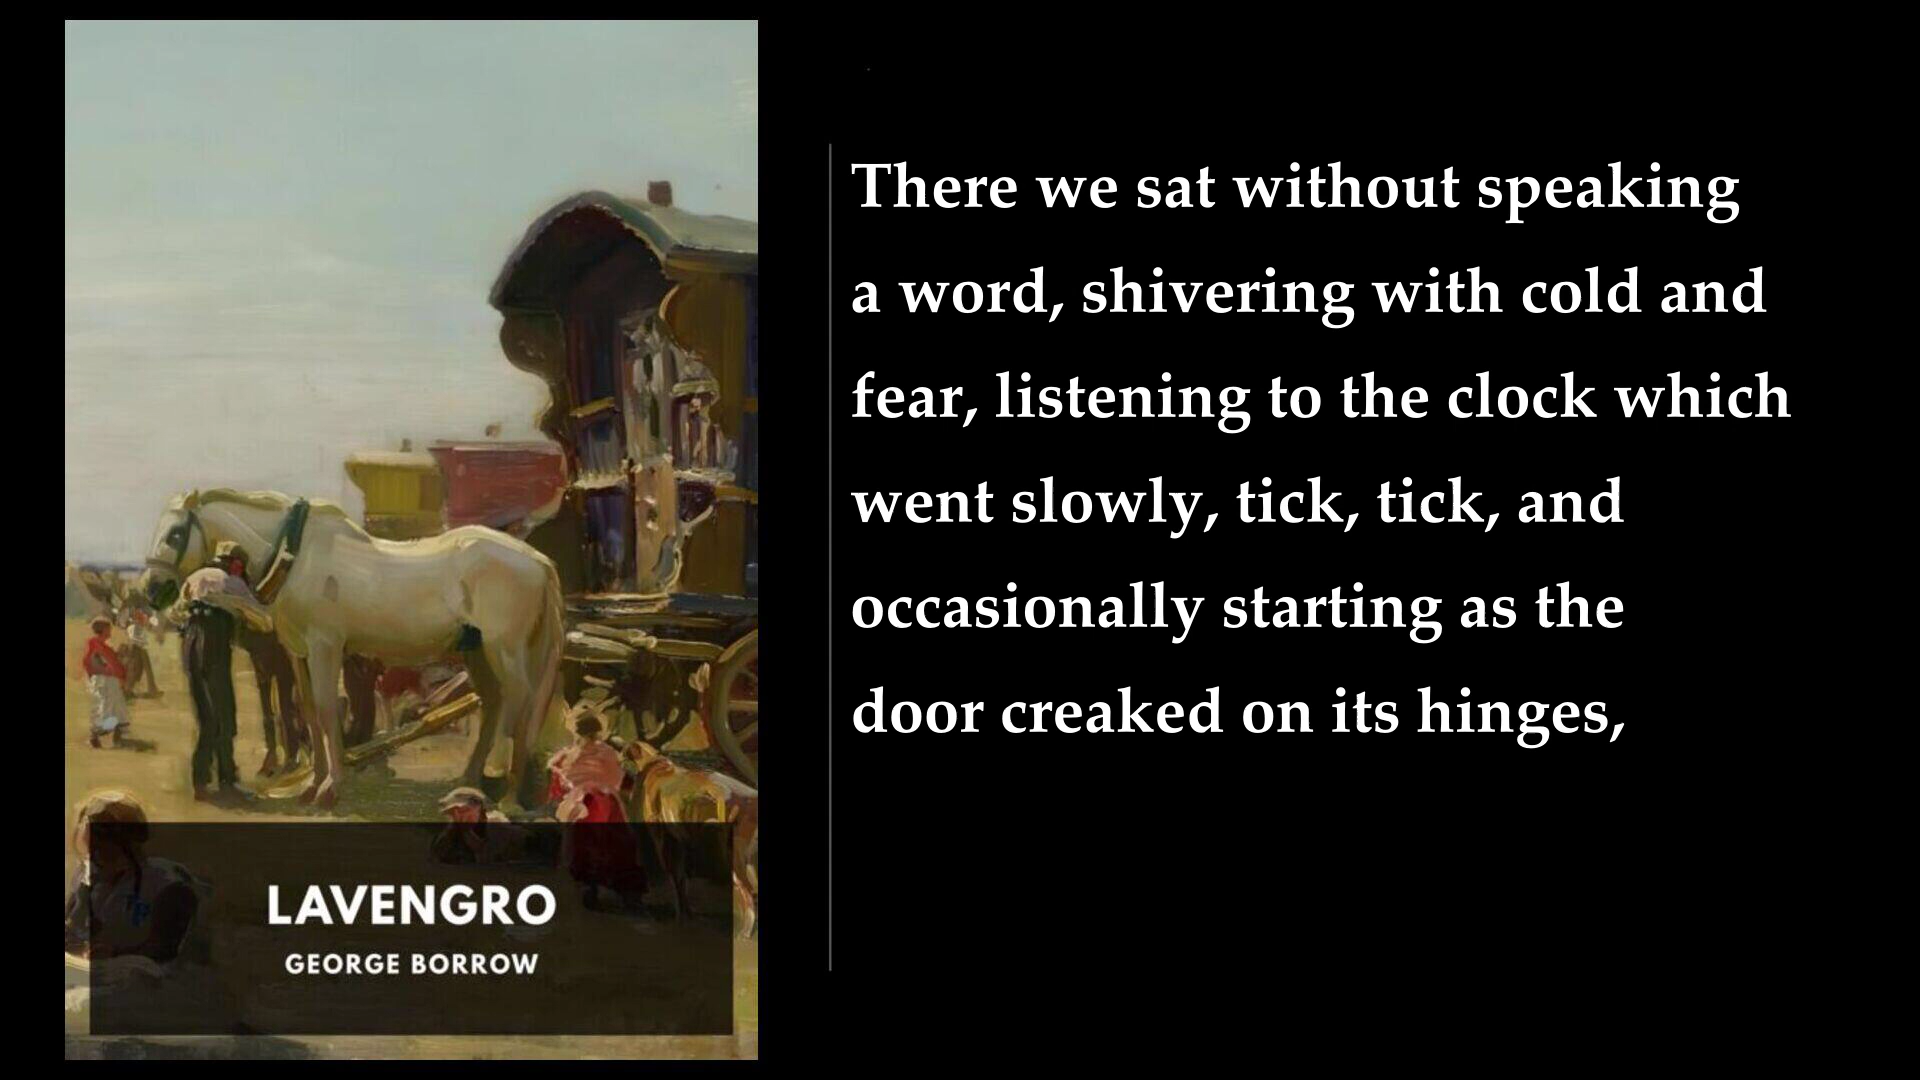 There we sat without speaking
a word, shivering with cold and
fear, listening to the clock which
went slowly, tick, tick, and
occasionally starting as the
door creaked on its hinges,
LAVENGRO
GEORGE BORROW